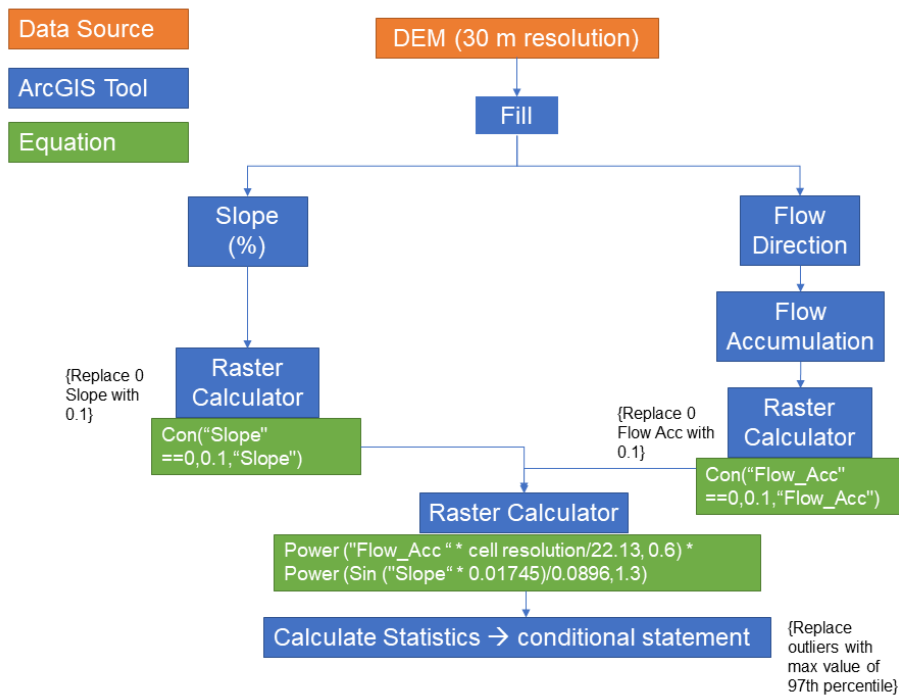 Data Source
ArcGIS Tool
Equation
DEM (30 m resolution)
Fill
Slope
(%)
Flow
Direction
Flow
Accumulation
{Replace 0
Slope with
0.1}
Raster
Calculator
Con(“Slope"
==0,0.1,“Slope")
{Replace 0
Flow Acc with
0.1}
Raster
Calculator
Con(“Flow_Acc"
==0,0.1,“Flow_Acc")
Raster Calculator
Power ("Flow_Acc “ * cell resolution/22.13, 0.6) *
Power (Sin ("Slope“ * 0.01745)/0.0896,1.3)
Calculate Statistics → conditional statement
{Replace
outliers with
max value of
97th percentile}